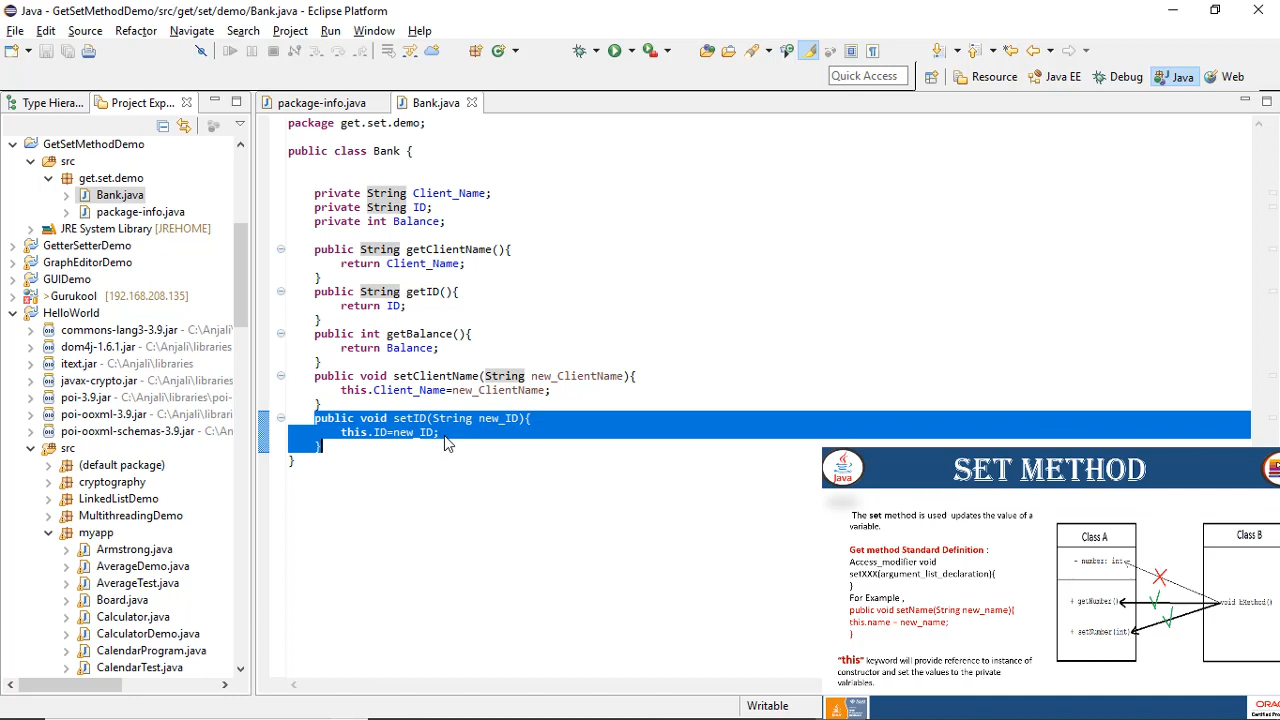 Java - GetSetMethodDemo/src/get/set/demo/Bank.java - Eclipse Platform
File Edit Source Refactor Navigate Search Project Run Window Help
Quick Access
Resource
Java EE
Debug
Java
Web
Type Hiera...
Project Exp...
package-info.java
Bank.java
GetSetMethodDemo
src
get.set.demo
Bank.java
package-info.java
JRE System Library [JREHOME]
GetterSetterDemo
GraphEditorDemo
GUIDemo
>Gurukool [192.168.208.135]
HelloWorld
commons-lang3-3.9.jar - C:\Anjali
dom4j-1.6.1.jar - C:\Anjali\libraries
itext.jar - C:\Anjali\libraries
javax-crypto.jar - C:\Anjali\libraries
poi-3.9.jar - C:\Anjali\libraries
poi-ooxml-3.9.jar - C:\Anjali\libraries
poi-ooxml-schemas-3.9.jar - C:\Anjali
src
(default package)
cryptography
LinkedListDemo
MultithreadingDemo
myapp
Armstrong.java
AverageDemo.java
AverageTest.java
Board.java
Calculator.java
CalculatorDemo.java
CalendarProgram.java
CalendarTest.java
package get.set.demo;
public class Bank {
private String Client_Name;
private String ID;
private int Balance;
public String getClientName(){
return Client_Name;
}
public String getID(){
return ID;
}
public int getBalance(){
return Balance;
}
public void setClientName(String new_ClientName){
this.Client_Name=new_ClientName;
}
public void setID(String new_ID){
this.ID=new_ID;
}
}
Java
SET METHOD
The set method is used updates the value of a
variable.
Get method Standard Definition :
Access_modifier void
setXXX(argument_list_declaration){
}
For Example ,
public void setName(String new_name){
this.name = new_name;
}
"this" keyword will provide reference to instance of
constructor and set the values to the private
valriables.
Class A
- number: int
+ getNumber()
+ setNumber(int)
Class B
void bMethod()
Writable